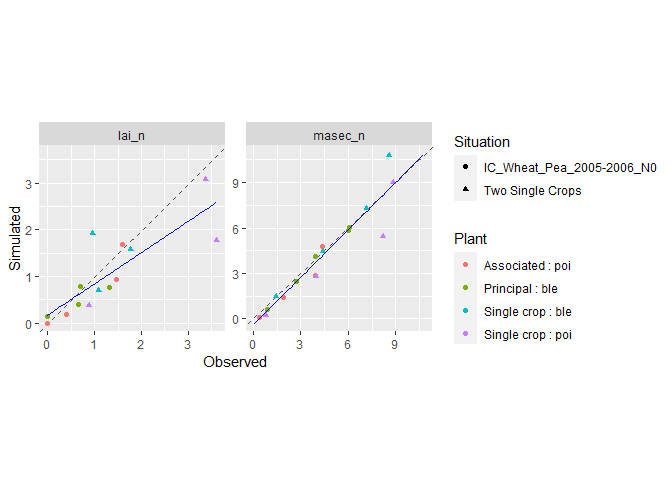 lai_n
masec_n
3
2
1
0
9
6
3
0
0
1
2
3
0
3
6
9
Simulated
Observed
Situation
IC_Wheat_Pea_2005-2006_N0
Two Single Crops
Plant
Associated : poi
Principal : ble
Single crop : ble
Single crop : poi